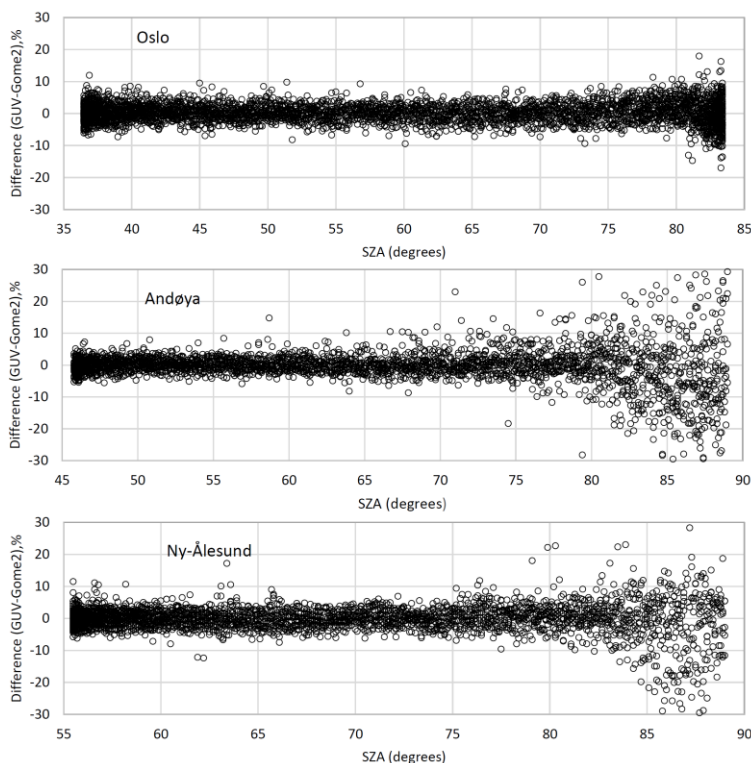 30
Oslo
20
10
0
-10
-20
-30
Difference (GUV-Gome2),%
35 40 45 50 55 60 65 70 75 80 85
SZA (degrees)
30
Andøya
20
10
0
-10
-20
-30
Difference (GUV-Gome2),%
45 50 55 60 65 70 75 80 85 90
SZA (degrees)
30
Ny-Ålesund
20
10
0
-10
-20
-30
Difference (GUV-Gome2),%
55 60 65 70 75 80 85 90
SZA (degrees)